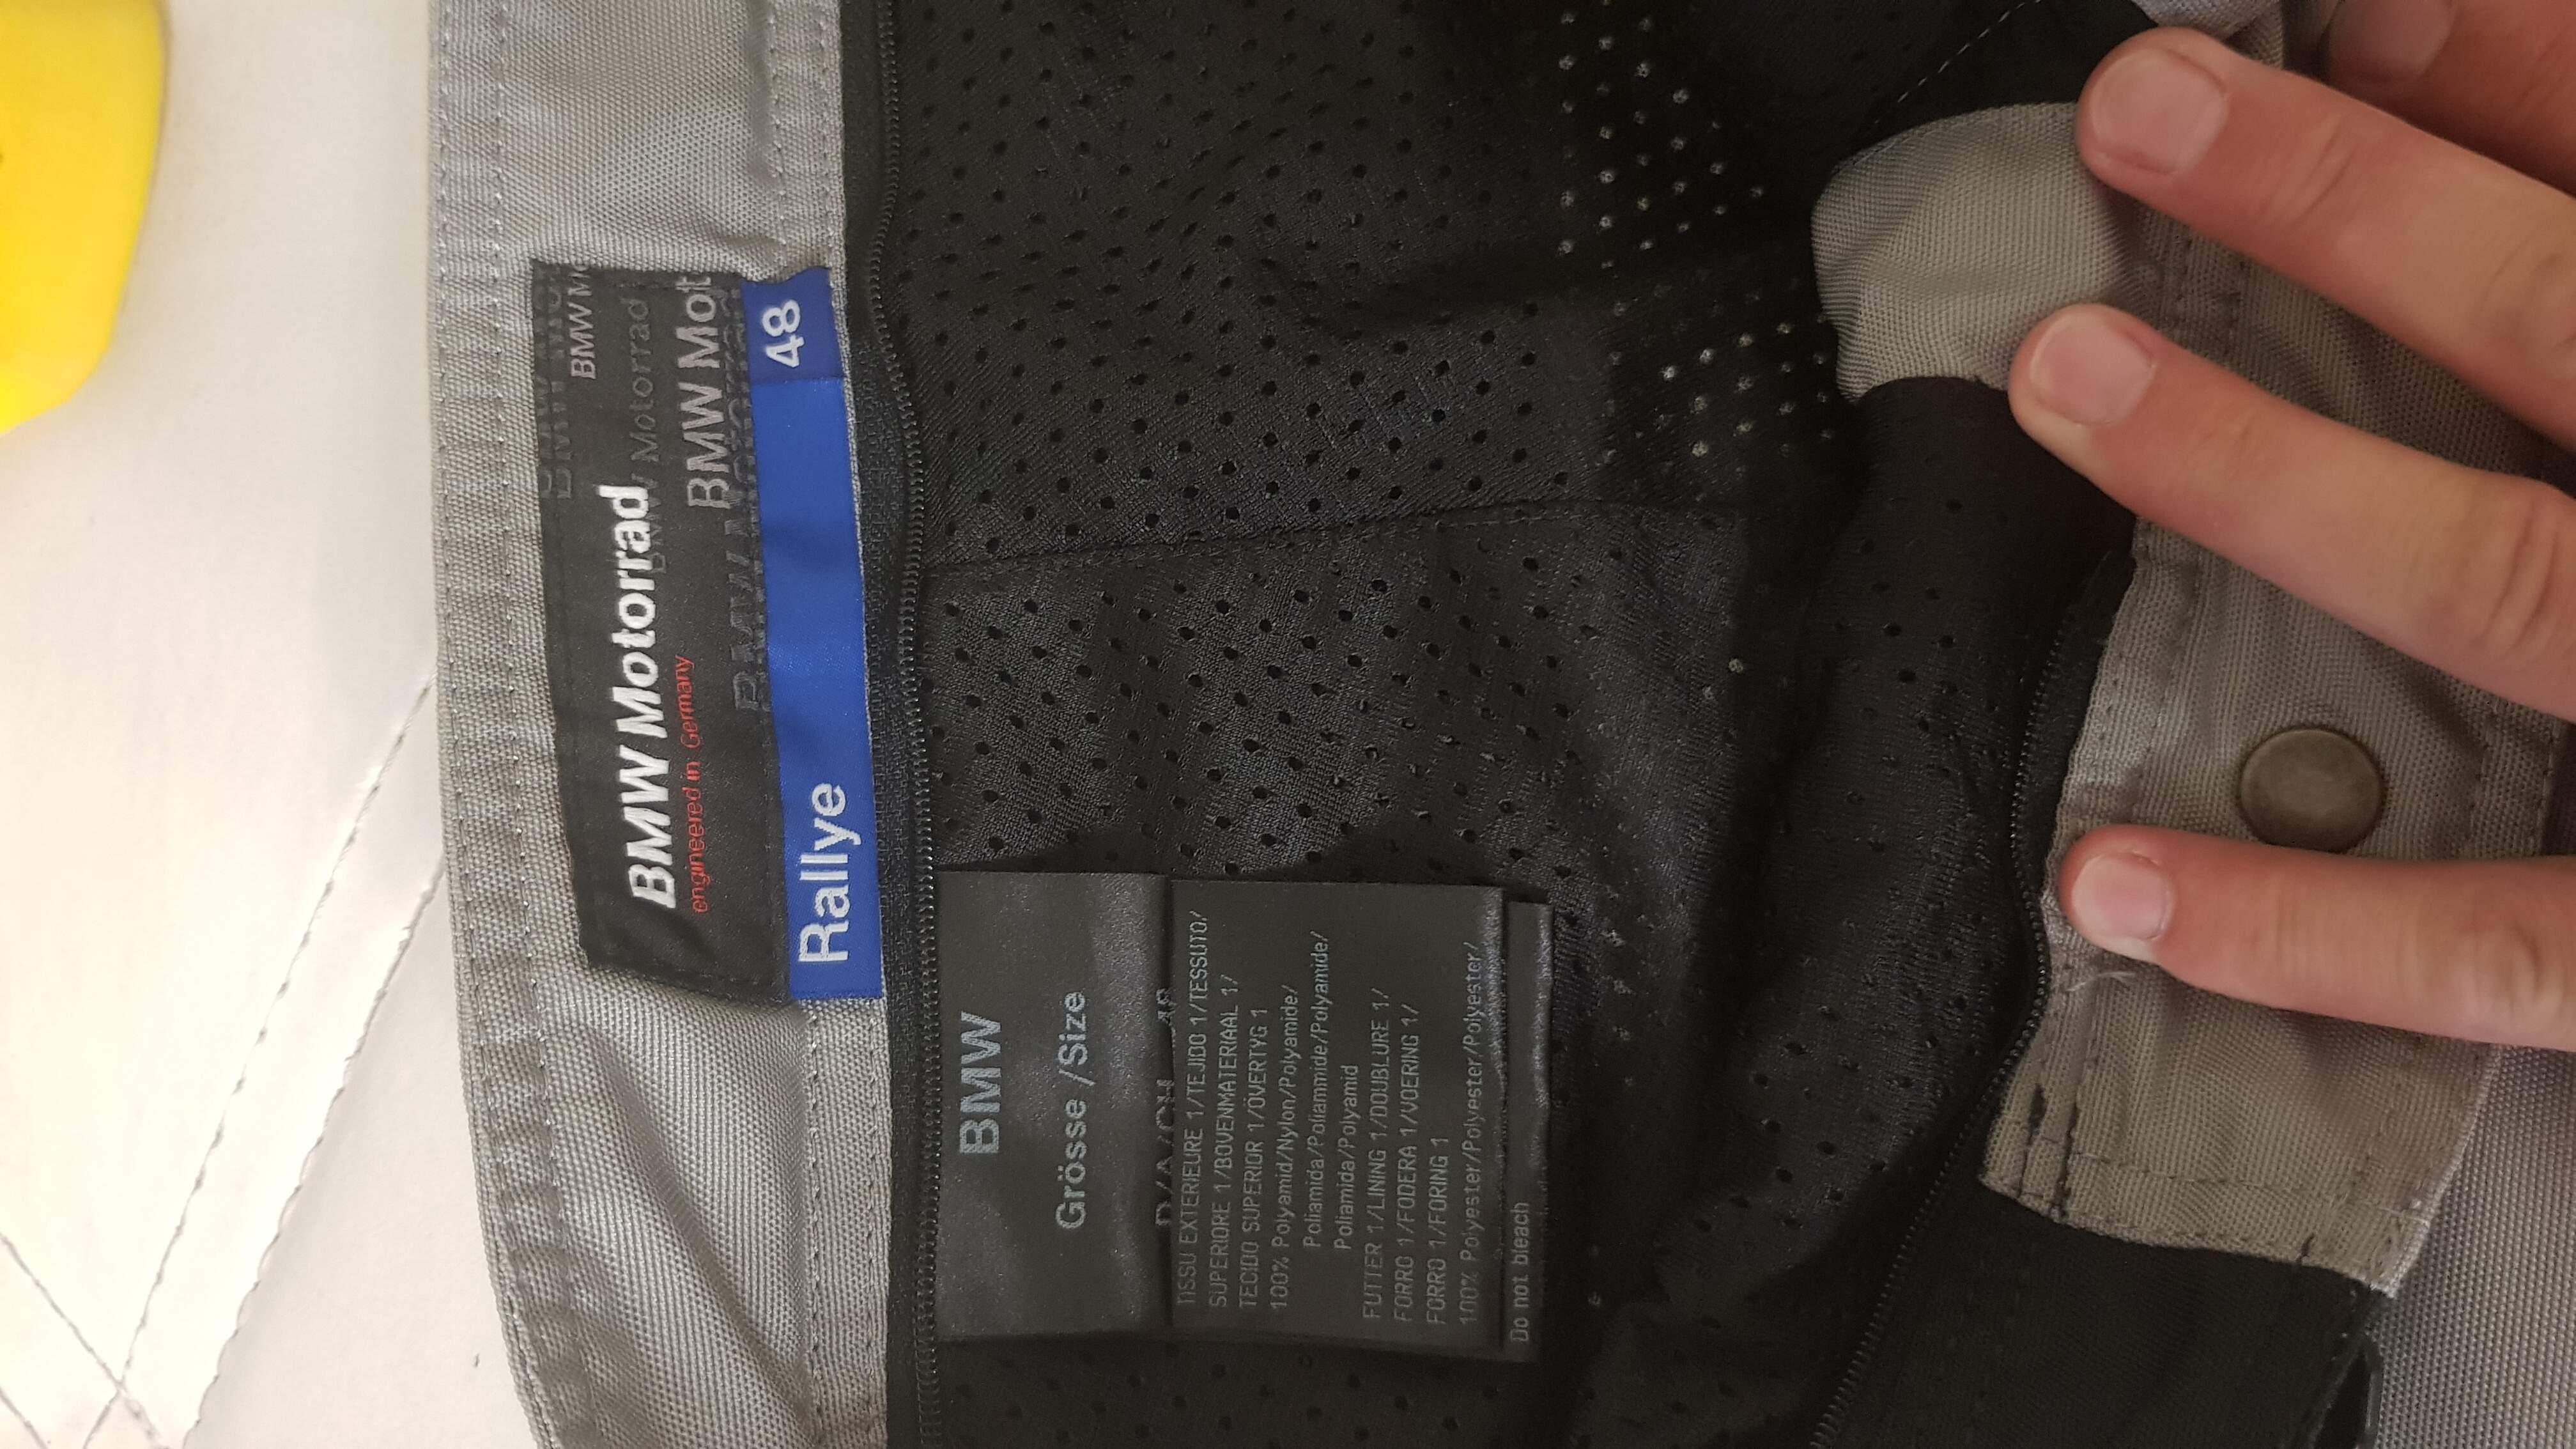 BMW Motorrad
BMW Motorrad
engineered in Germany
BMW Mot
Rallye 48
BMW
Grösse /Size
TISSU EXTERIEURE 1/TEJIDO 1/TESSUTO/
SUPERIORE 1/BOVENMATERIAAL 1/
TECIDO SUPERIOR 1/ÖVERTYG 1
100% Polyamid/Nylon/Polyamide/
Poliamida/Poliammide/Polyamide/
Poliamida/Polyamid
FUTTER 1/LINING 1/DOUBLURE 1/
FORRO 1/FODERA 1/VOERING 1/
FORRO 1/FORING 1
100% Polyester/Polyester/Polyester/
Do not bleach